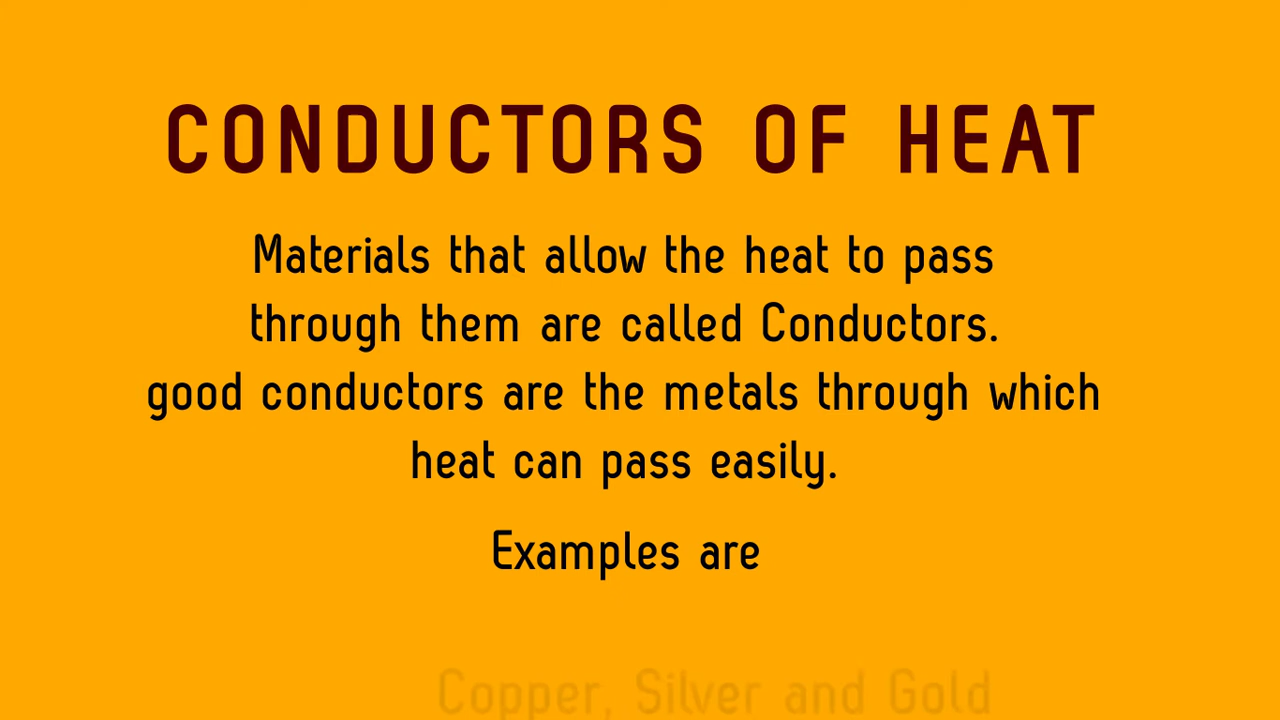 CONDUCTORS OF HEAT
Materials that allow the heat to pass
through them are called Conductors.
good conductors are the metals through which
heat can pass easily.
Examples are
Copper, Silver and Gold